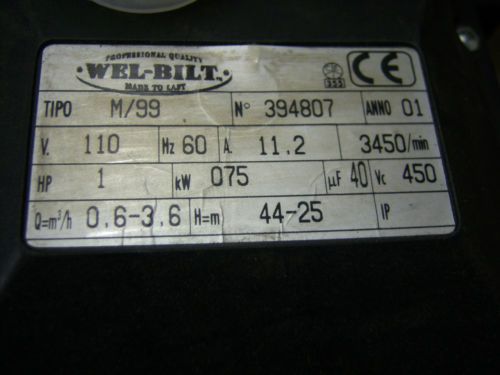 PROFESSIONAL QUALITY
WEL-BILT
MADE TO LAST
CE
TIPO M/99 N° 394807 ANNO 01
V. 110 Hz 60 A. 11.2 3450/min
HP 1 kW 075 µF 40 Vc 450
Q=m³/h 0,6-3,6 H=m 44-25 IP